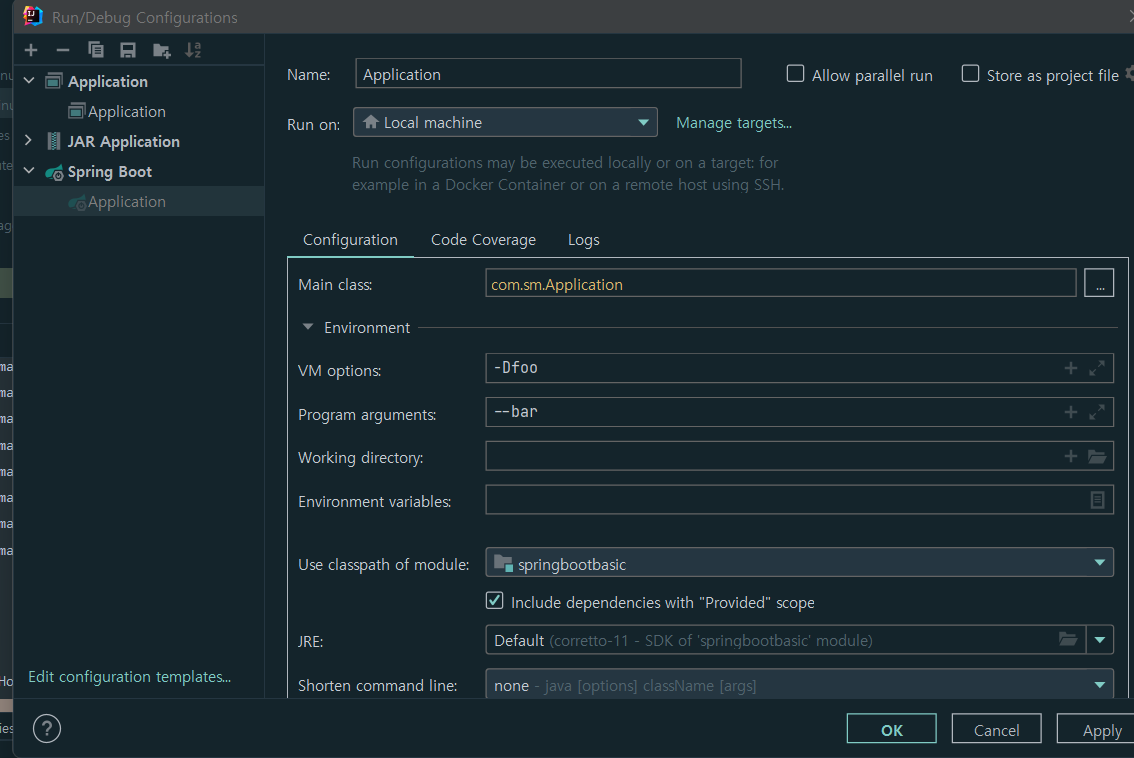 Run/Debug Configurations
Application
Application
JAR Application
Spring Boot
Application
Edit configuration templates...
Name: Application
Allow parallel run
Store as project file
Run on: Local machine
Manage targets...
Run configurations may be executed locally or on a target: for
example in a Docker Container or on a remote host using SSH.
Configuration Code Coverage Logs
Main class: com.sm.Application ...
Environment
VM options: -Dfoo
Program arguments: --bar
Working directory:
Environment variables:
Use classpath of module: springbootbasic
Include dependencies with "Provided" scope
JRE: Default (corretto-11 - SDK of 'springbootbasic' module)
Shorten command line: none - java [options] className [args]
? OK Cancel Apply